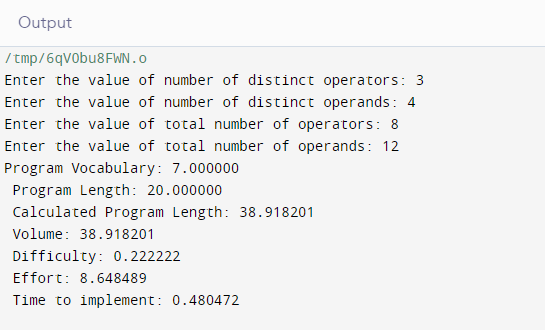 Output
/tmp/6qVObu8FWN.o
Enter the value of number of distinct operators: 3
Enter the value of number of distinct operands: 4
Enter the value of total number of operators: 8
Enter the value of total number of operands: 12
Program Vocabulary: 7.000000
Program Length: 20.000000
Calculated Program Length: 38.918201
Volume: 38.918201
Difficulty: 0.222222
Effort: 8.648489
Time to implement: 0.480472